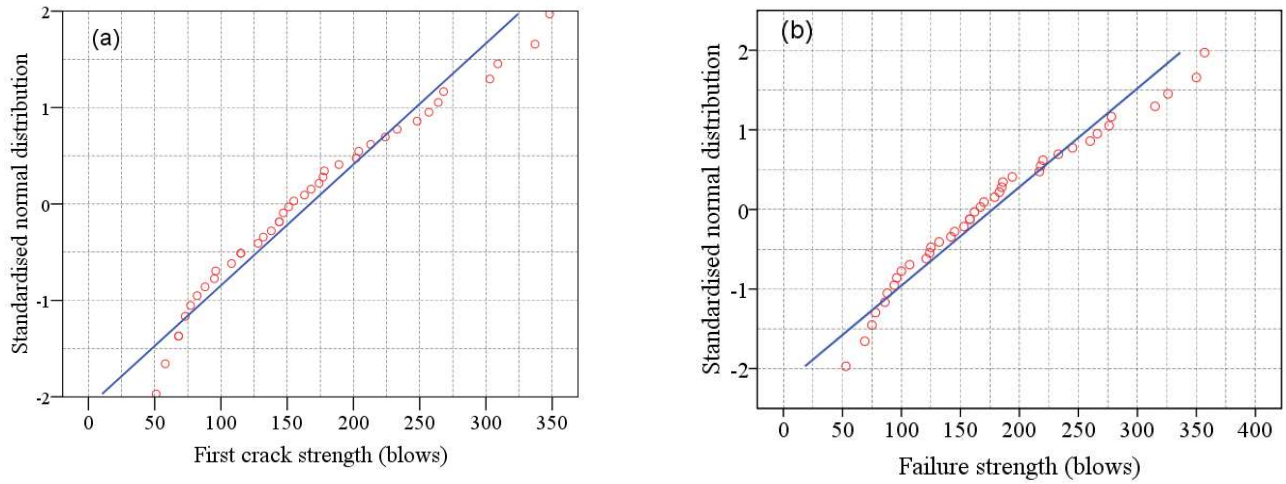 (a)
Standardised normal distribution
2
1
0
-1
-2
0 50 100 150 200 250 300 350
First crack strength (blows)
(b)
Standardised normal distribution
2
1
0
-1
-2
0 50 100 150 200 250 300 350 400
Failure strength (blows)